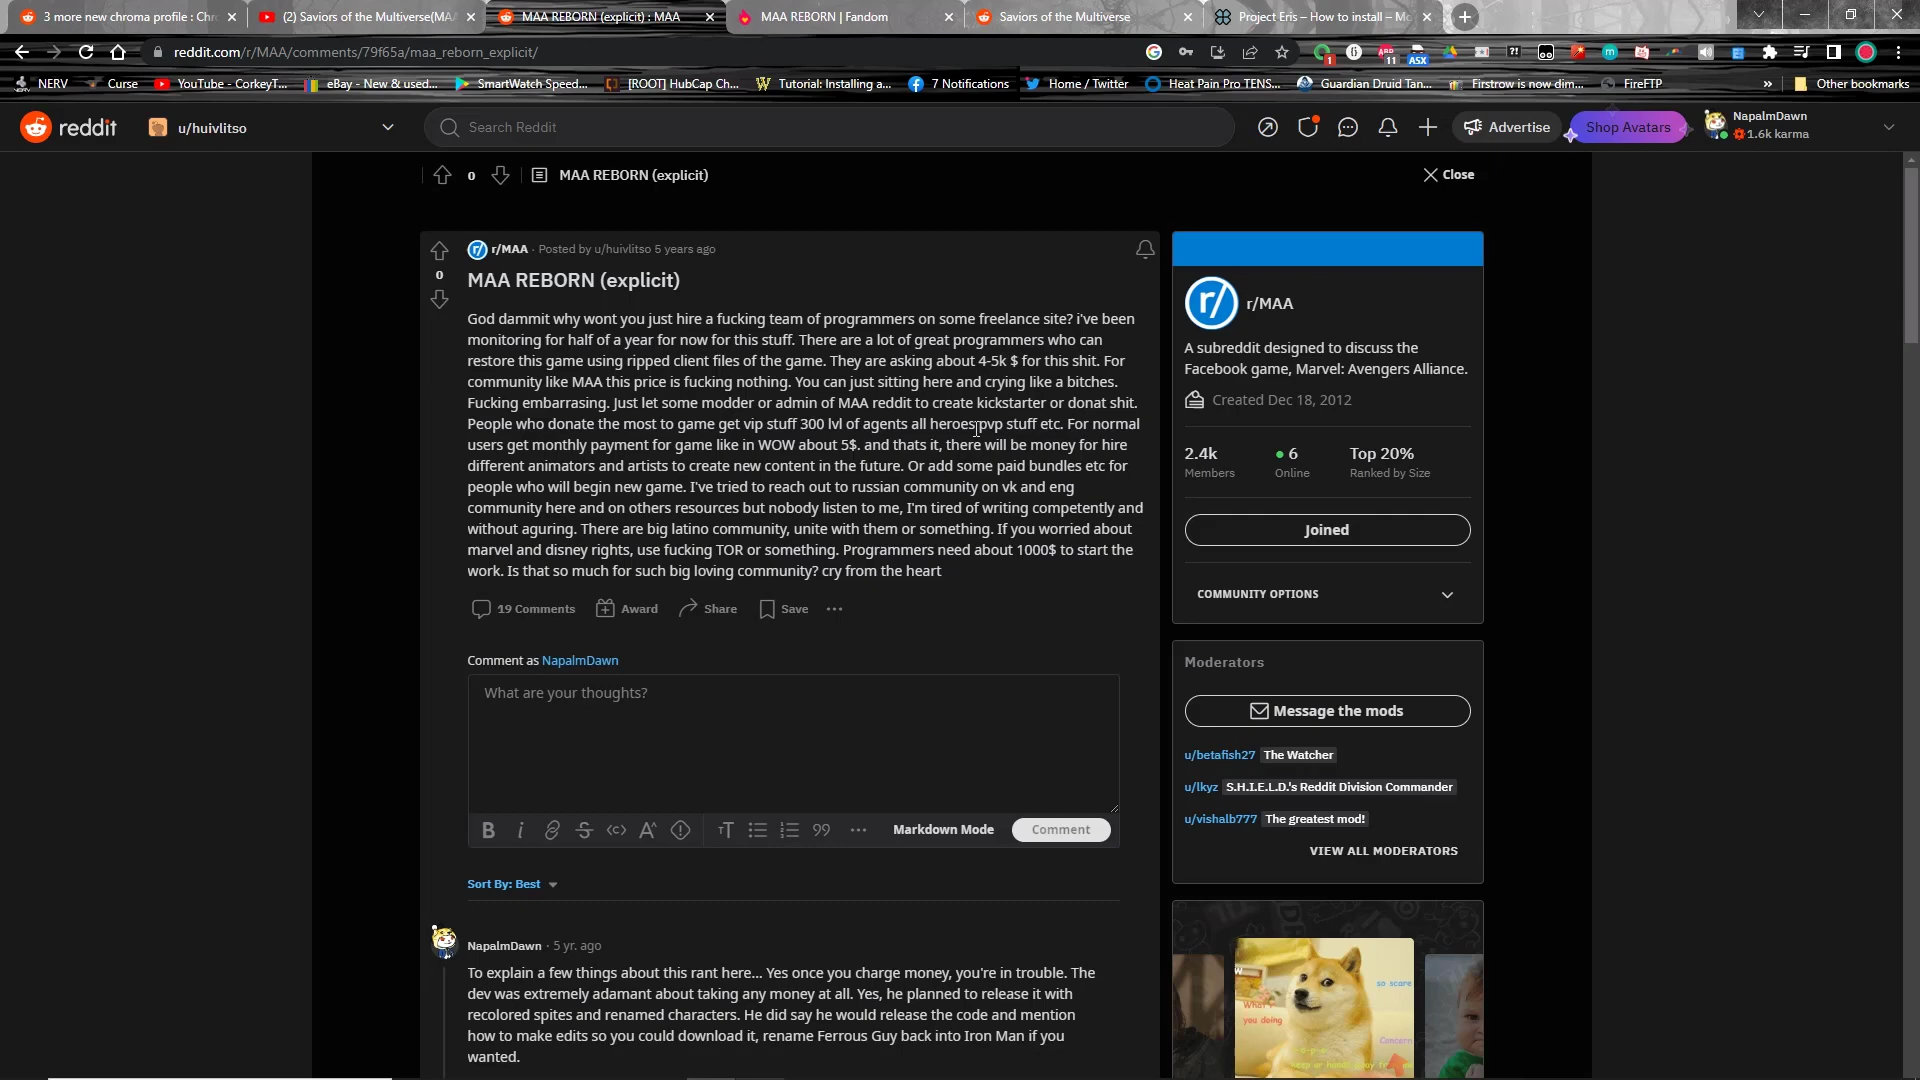 3 more new chroma profile : Chr
(2) Saviors of the Multiverse(MA
MAA REBORN (explicit) : MAA
MAA REBORN | Fandom
Saviors of the Multiverse
Project Eris – How to install – Mo
reddit.com/r/MAA/comments/79f65a/maa_reborn_explicit/
NERV
Curse
YouTube - CorkeyT...
eBay - New & used...
SmartWatch Speed...
[ROOT] HubCap Ch...
Tutorial: Installing a...
7 Notifications
Home / Twitter
Heat Pain Pro TENS...
Guardian Druid Tan...
Firstrow is now dim...
FireFTP
»
Other bookmarks
reddit
u/huivlitso
Search Reddit
Advertise
Shop Avatars
NapalmDawn
1.6k karma
0
MAA REBORN (explicit)
Close
r/MAA · Posted by u/huivlitso 5 years ago
0
MAA REBORN (explicit)
God dammit why wont you just hire a fucking team of programmers on some freelance site? i've been
monitoring for half of a year for now for this stuff. There are a lot of great programmers who can
restore this game using ripped client files of the game. They are asking about 4-5k $ for this shit. For
community like MAA this price is fucking nothing. You can just sitting here and crying like a bitches.
Fucking embarrasing. Just let some modder or admin of MAA reddit to create kickstarter or donat shit.
People who donate the most to game get vip stuff 300 lvl of agents all heroes pvp stuff etc. For normal
users get monthly payment for game like in WOW about 5$. and thats it, there will be money for hire
different animators and artists to create new content in the future. Or add some paid bundles etc for
people who will begin new game. I've tried to reach out to russian community on vk and eng
community here and on others resources but nobody listen to me, I'm tired of writing competently and
without aguring. There are big latino community, unite with them or something. If you worried about
marvel and disney rights, use fucking TOR or something. Programmers need about 1000$ to start the
work. Is that so much for such big loving community? cry from the heart
19 Comments
Award
Share
Save
Comment as NapalmDawn
What are your thoughts?
Markdown Mode
Comment
Sort By: Best
NapalmDawn · 5 yr. ago
To explain a few things about this rant here... Yes once you charge money, you're in trouble. The
dev was extremely adamant about taking any money at all. Yes, he planned to release it with
recolored spites and renamed characters. He did say he would release the code and mention
how to make edits so you could download it, rename Ferrous Guy back into Iron Man if you
wanted.
r/MAA
A subreddit designed to discuss the
Facebook game, Marvel: Avengers Alliance.
Created Dec 18, 2012
2.4k
Members
6
Online
Top 20%
Ranked by Size
Joined
COMMUNITY OPTIONS
Moderators
Message the mods
u/betafish27 The Watcher
u/lkyz S.H.I.E.L.D.'s Reddit Division Commander
u/vishalb777 The greatest mod!
VIEW ALL MODERATORS
so scare
you doing
Concern